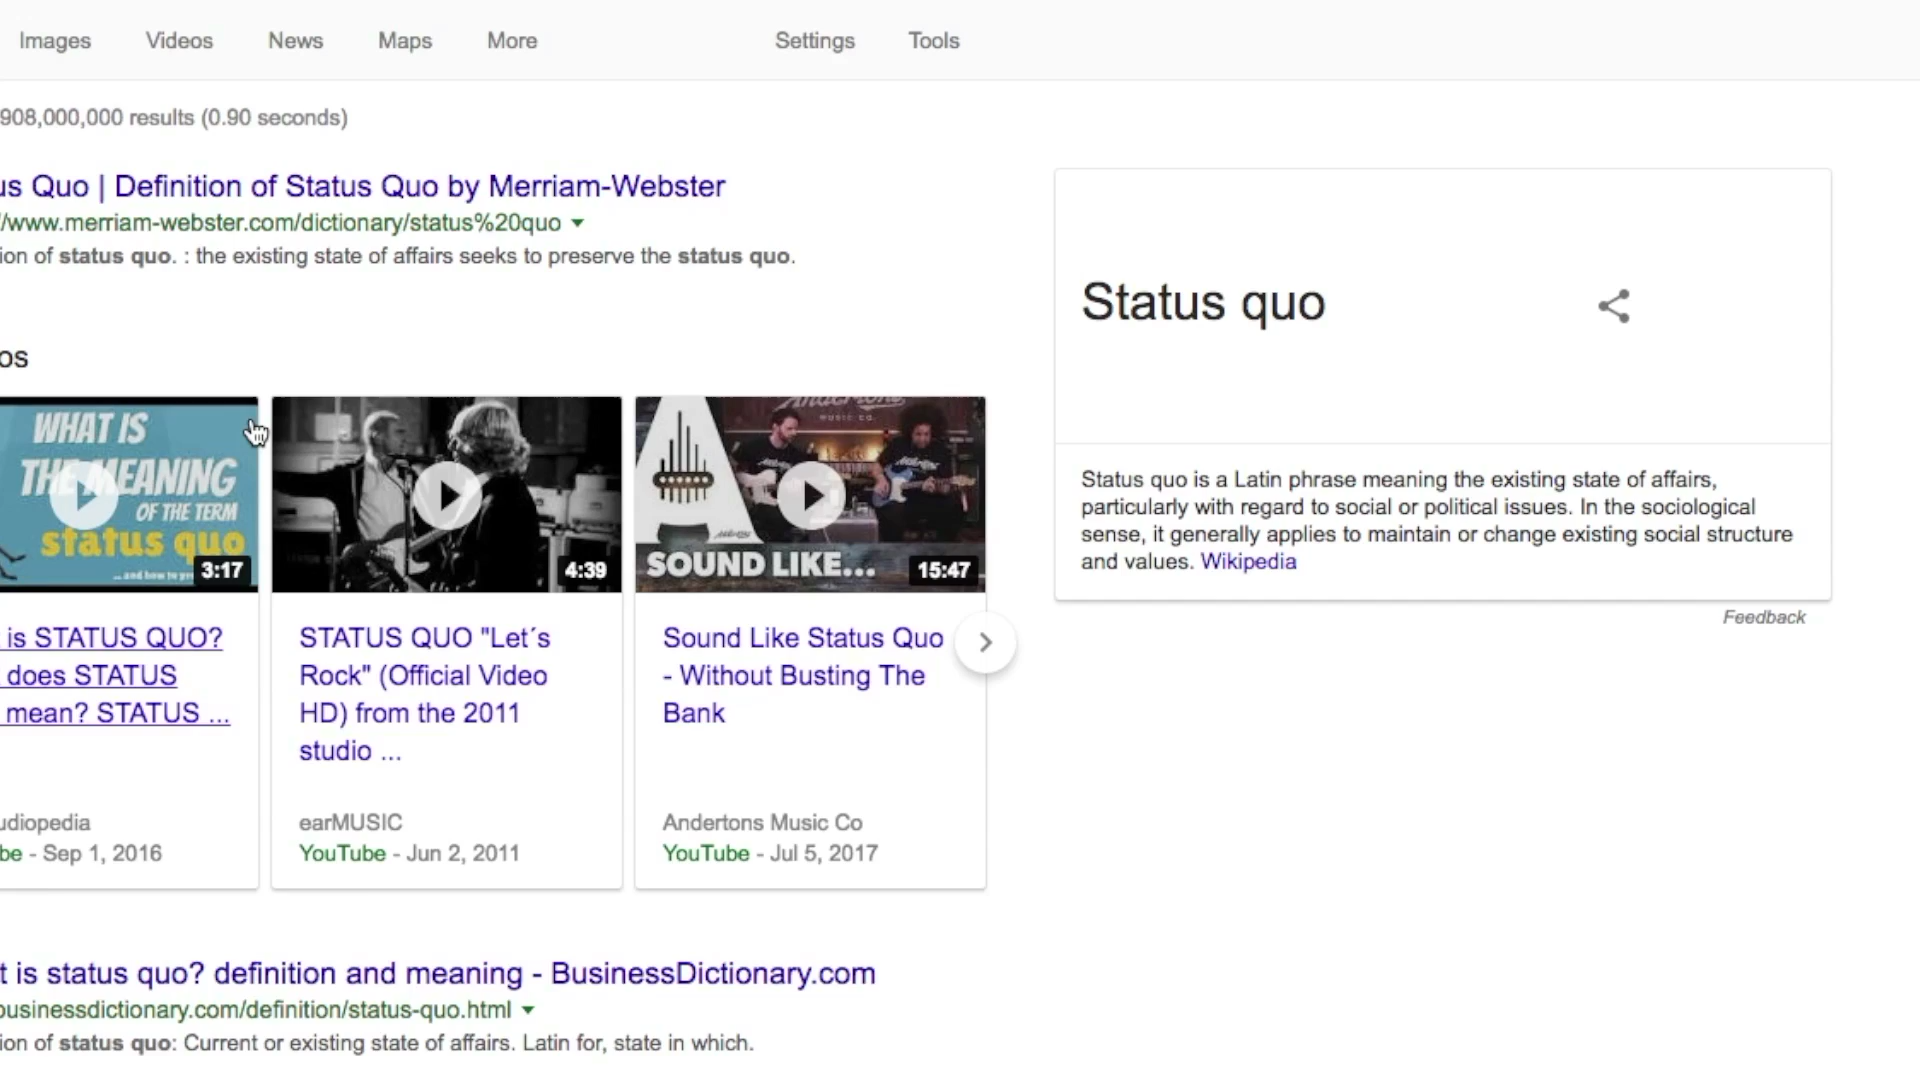 Images Videos News Maps More Settings Tools
908,000,000 results (0.90 seconds)
us Quo | Definition of Status Quo by Merriam-Webster
/www.merriam-webster.com/dictionary/status%20quo
ion of status quo. : the existing state of affairs seeks to preserve the status quo.
os
WHAT IS
THE MEANING
OF THE TERM
status quo
3:17
is STATUS QUO?
does STATUS
mean? STATUS ...
udiopedia
be - Sep 1, 2016
4:39
STATUS QUO "Let´s
Rock" (Official Video
HD) from the 2011
studio ...
earMUSIC
YouTube - Jun 2, 2011
Andertons
MUSIC CO.
SOUND LIKE...
15:47
Sound Like Status Quo
- Without Busting The
Bank
Andertons Music Co
YouTube - Jul 5, 2017
t is status quo? definition and meaning - BusinessDictionary.com
businessdictionary.com/definition/status-quo.html
ion of status quo: Current or existing state of affairs. Latin for, state in which.
Status quo
Status quo is a Latin phrase meaning the existing state of affairs,
particularly with regard to social or political issues. In the sociological
sense, it generally applies to maintain or change existing social structure
and values. Wikipedia
Feedback